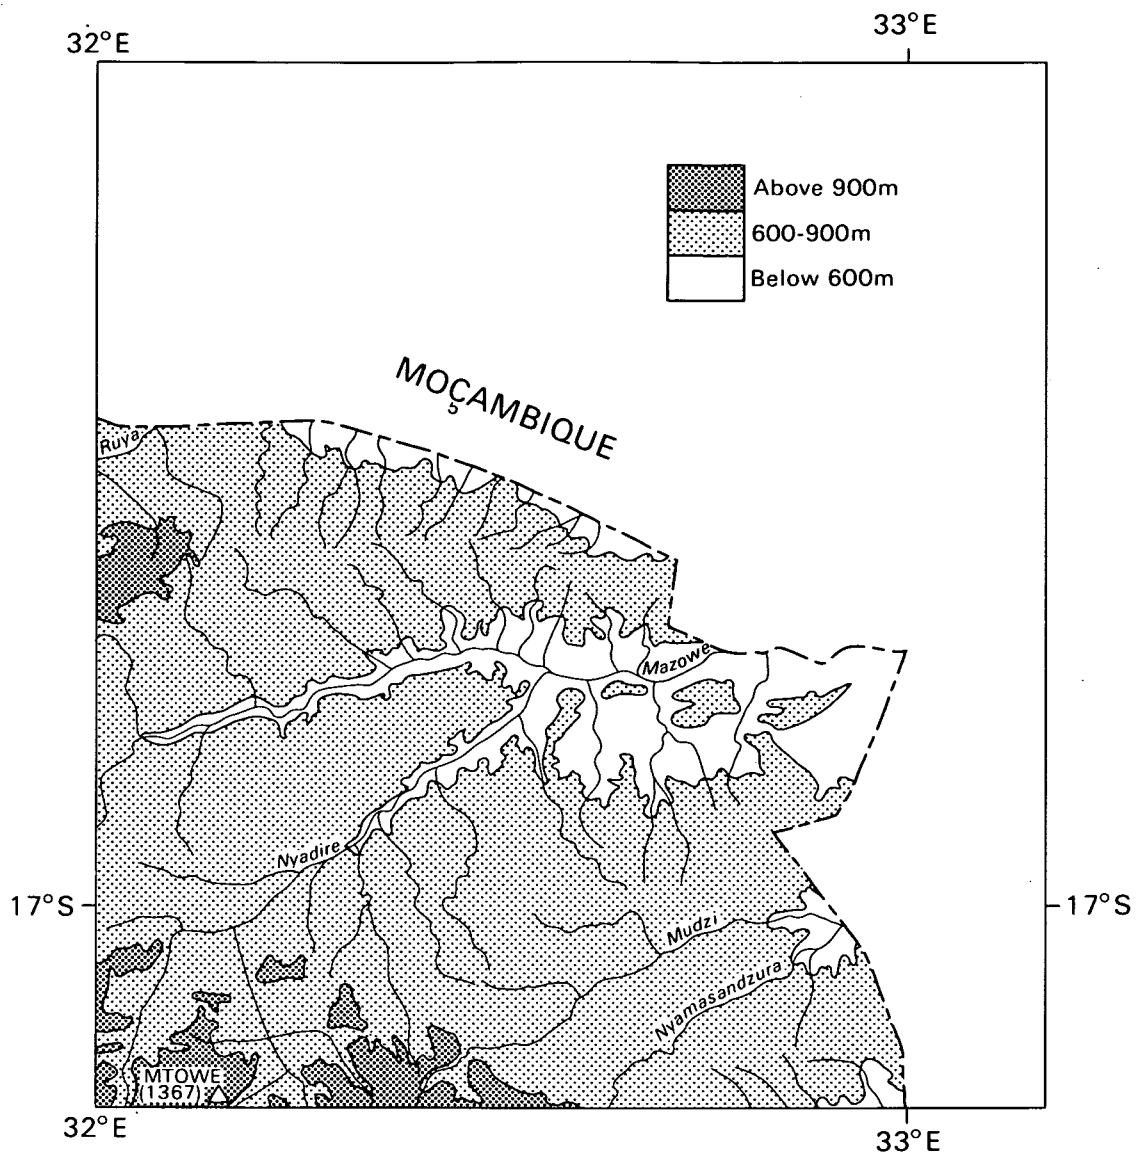 32°E
33°E
Above 900m
600-900m
Below 600m
MOÇAMBIQUE
5
Ruya
Mazowe
Nyadire
17°S
17°S
Mudzi
Nyamasandzura
MTOWE
(1367)
32°E
33°E